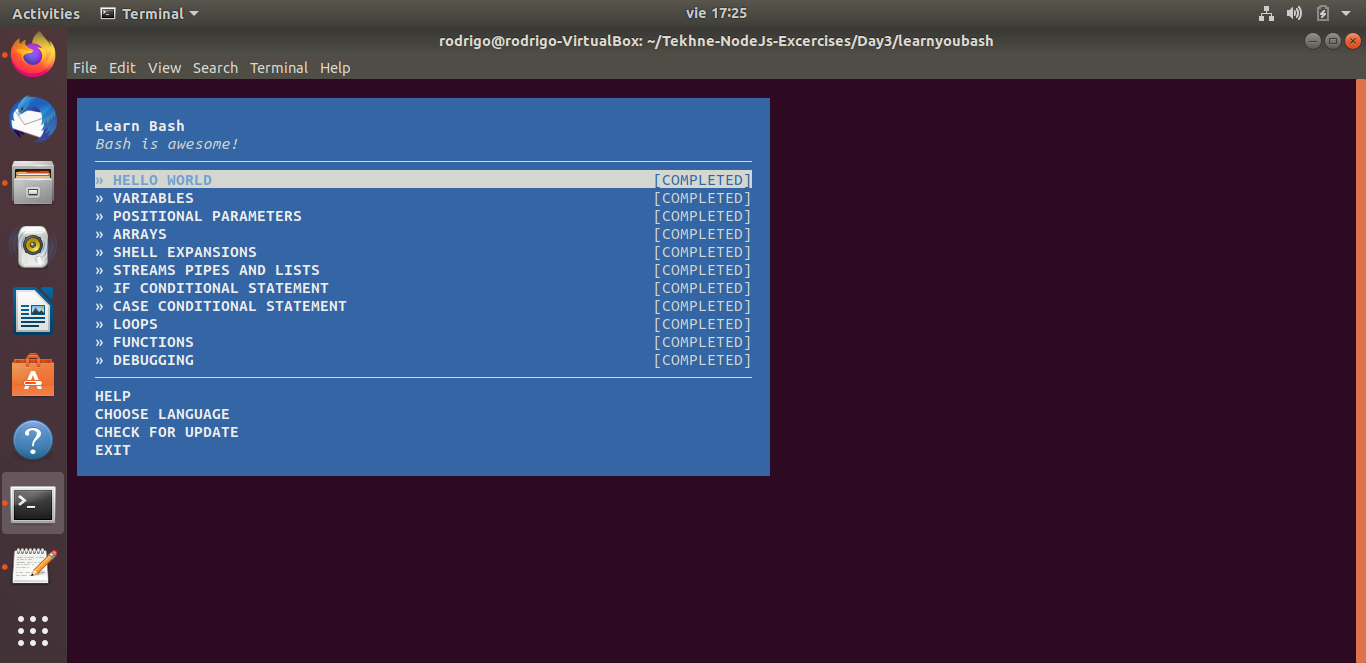 Activities Terminal vie 17:25
rodrigo@rodrigo-VirtualBox: ~/Tekhne-NodeJs-Excercises/Day3/learnyoubash
File Edit View Search Terminal Help
Learn Bash
Bash is awesome!
» HELLO WORLD [COMPLETED]
» VARIABLES [COMPLETED]
» POSITIONAL PARAMETERS [COMPLETED]
» ARRAYS [COMPLETED]
» SHELL EXPANSIONS [COMPLETED]
» STREAMS PIPES AND LISTS [COMPLETED]
» IF CONDITIONAL STATEMENT [COMPLETED]
» CASE CONDITIONAL STATEMENT [COMPLETED]
» LOOPS [COMPLETED]
» FUNCTIONS [COMPLETED]
» DEBUGGING [COMPLETED]
HELP
CHOOSE LANGUAGE
CHECK FOR UPDATE
EXIT